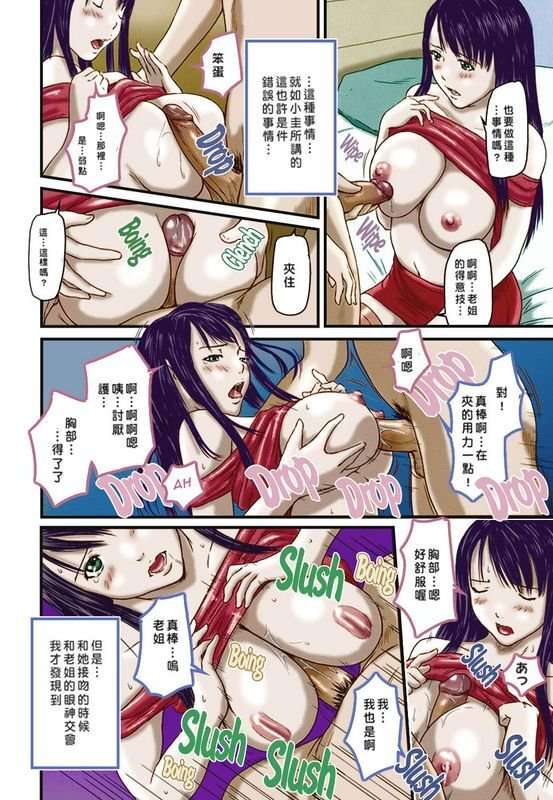 也要做這種
…事情嗎？
啊啊…老姐
的得意技…
Wipe
Wipe
…這種事情…
就如小圭所講的
這也許是件
錯誤的事情…
笨蛋
啊嗯…那裡…
是…弱點
Drop
夾住
這…這樣嗎？
Boing
Clench
對！
真棒啊…在
夾的用力一點！
啊嗯
啊…啊啊嗯
咦…討厭
護…
胸部…
…得了了
AH
Drop
Drop
Drop
Drop
Drop
Drop
胸部…嗯
好舒服喔
あっ
Drop
Drop
我…
我也是啊
真棒…嗚
老姐
Slush
Slush
Slush
Slush
Boing
Boing
Boing
Boing
但是…
和她接吻的時候
和老姐的眼神交會
我才發現到